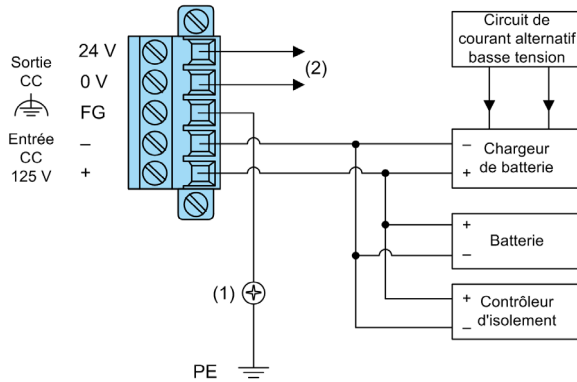 Sortie
CC
Entrée
CC
125 V
24 V
0 V
FG
–
+
(2)
(1)
PE
Circuit de
courant alternatif
basse tension
– Chargeur
+ de batterie
+
Batterie
–
+ Contrôleur
– d'isolement